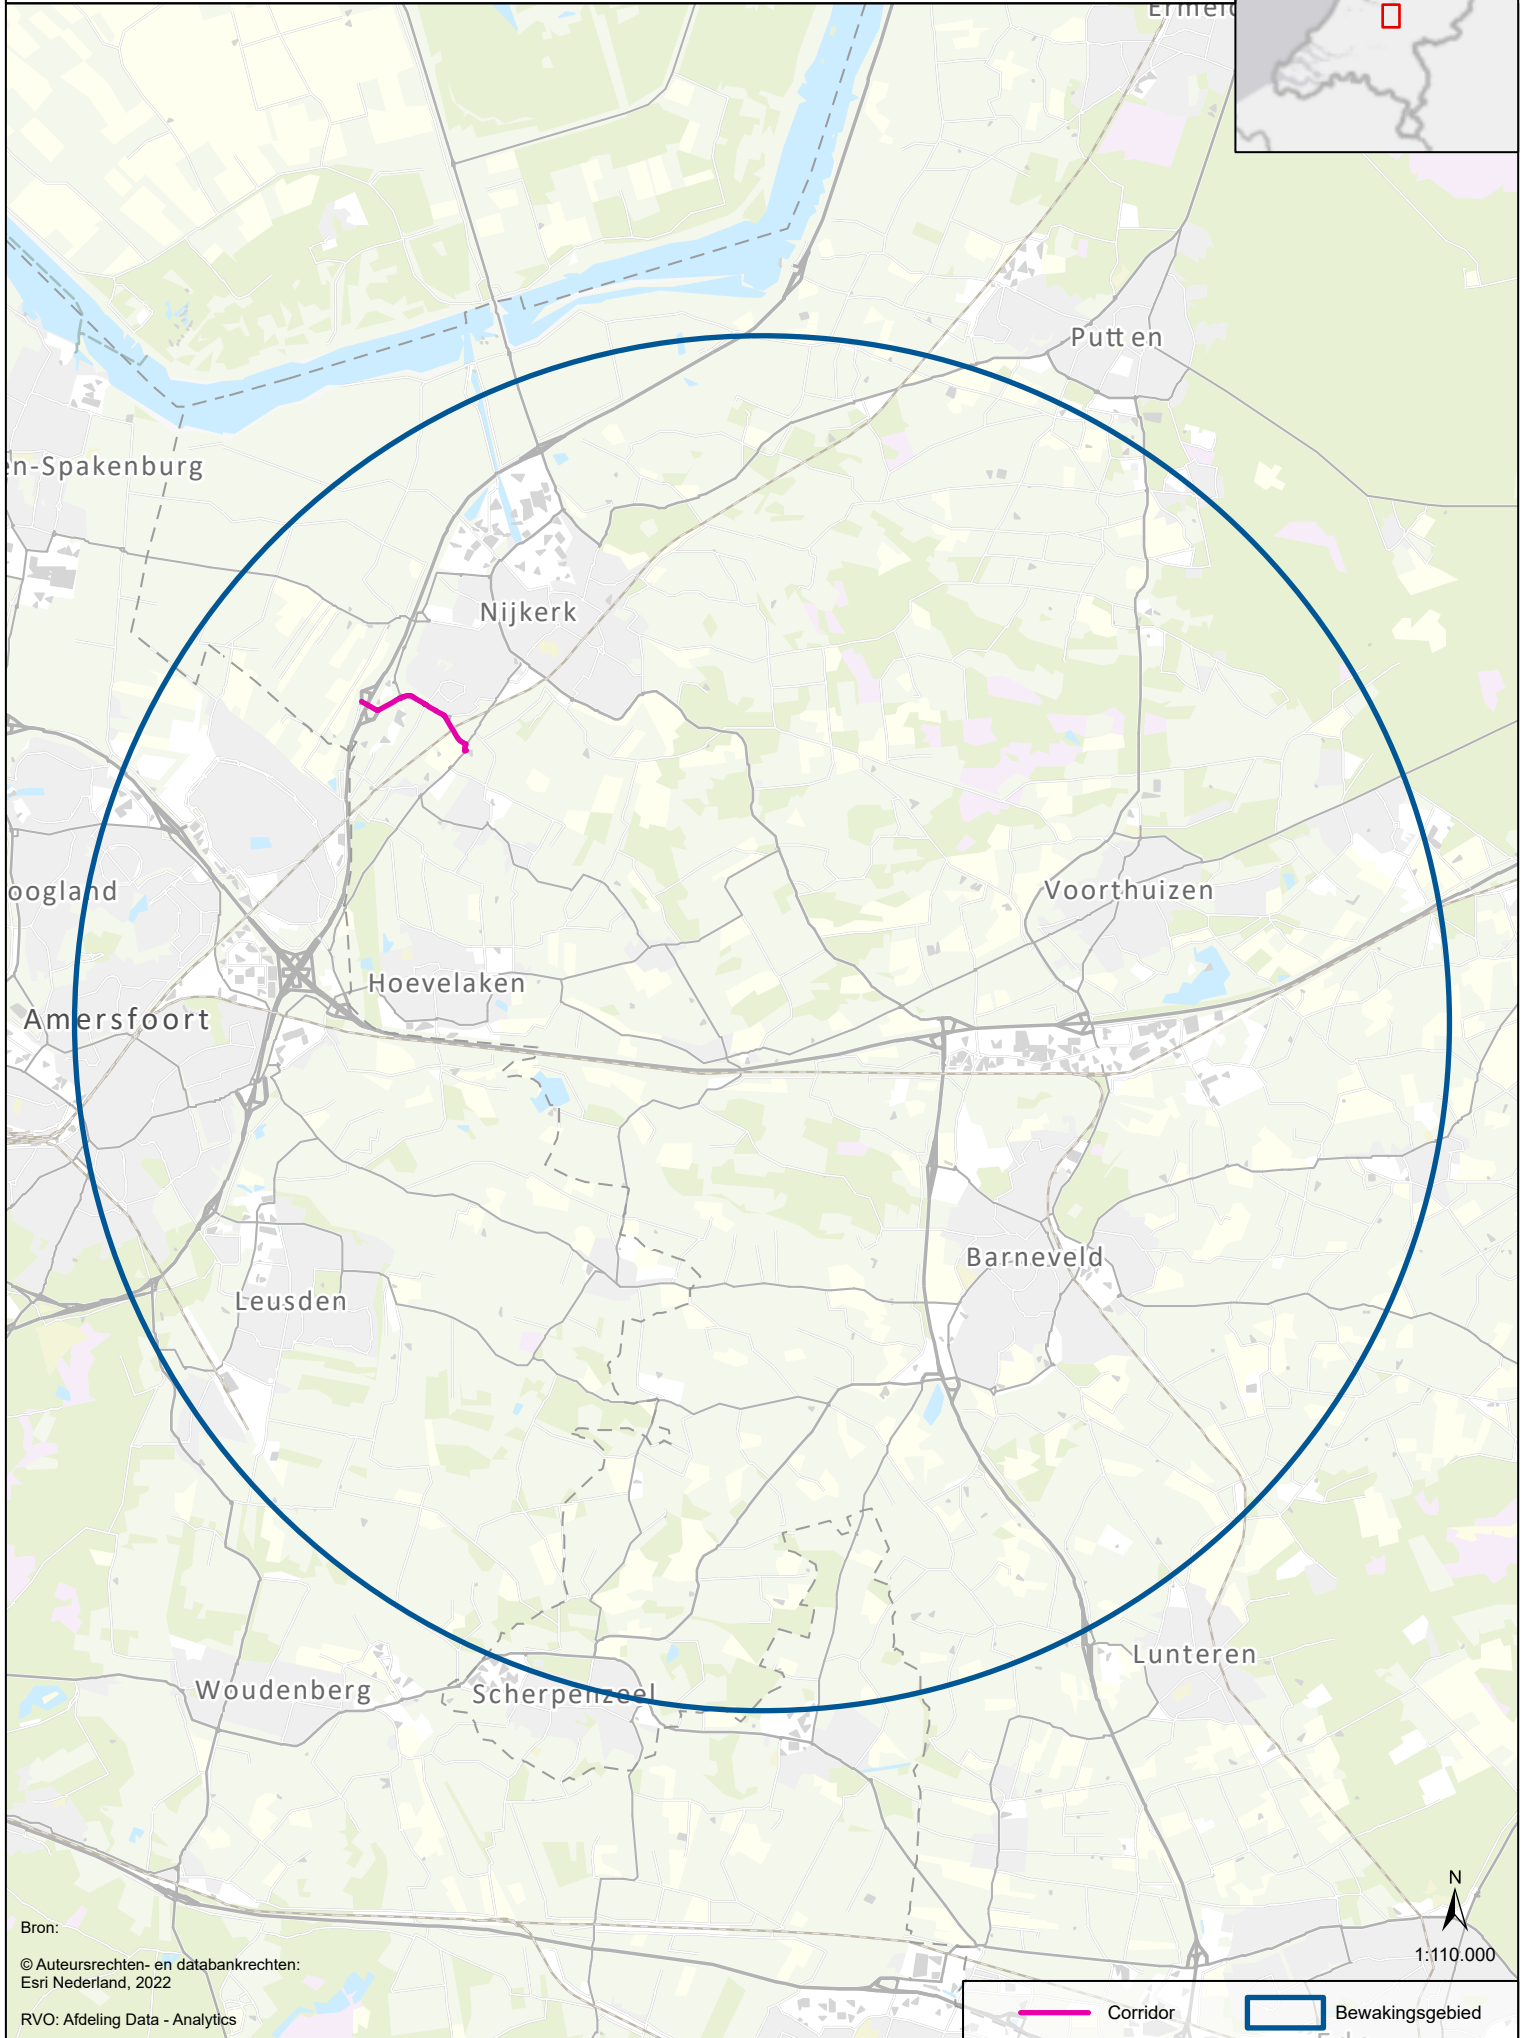 Putten
Nijkerk
Voorthuizen
Hoevelaken
Amersfoort
Barneveld
Leusden
Lunteren
Woudenberg
Scherpenzeel
en-Spakenburg
oogland
N
1:110.000
Bron:
© Auteursrechten- en databankrechten:
Esri Nederland, 2022
RVO: Afdeling Data - Analytics
Corridor
Bewakingsgebied